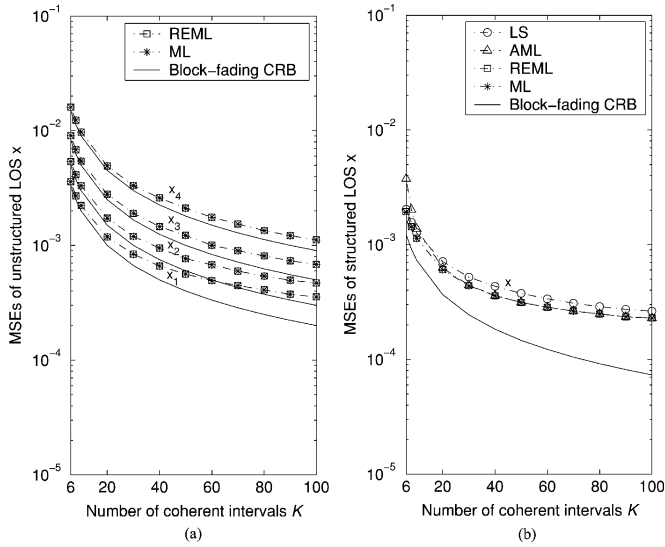 REML
ML
Block-fading CRB
10⁻¹
10⁻²
10⁻³
10⁻⁴
10⁻⁵
MSEs of unstructured LOS x
x₄
x₃
x₂
x₁
6 20 40 60 80 100
Number of coherent intervals K
(a)
LS
AML
REML
ML
Block-fading CRB
10⁻¹
10⁻²
10⁻³
10⁻⁴
10⁻⁵
MSEs of structured LOS x
x
6 20 40 60 80 100
Number of coherent intervals K
(b)